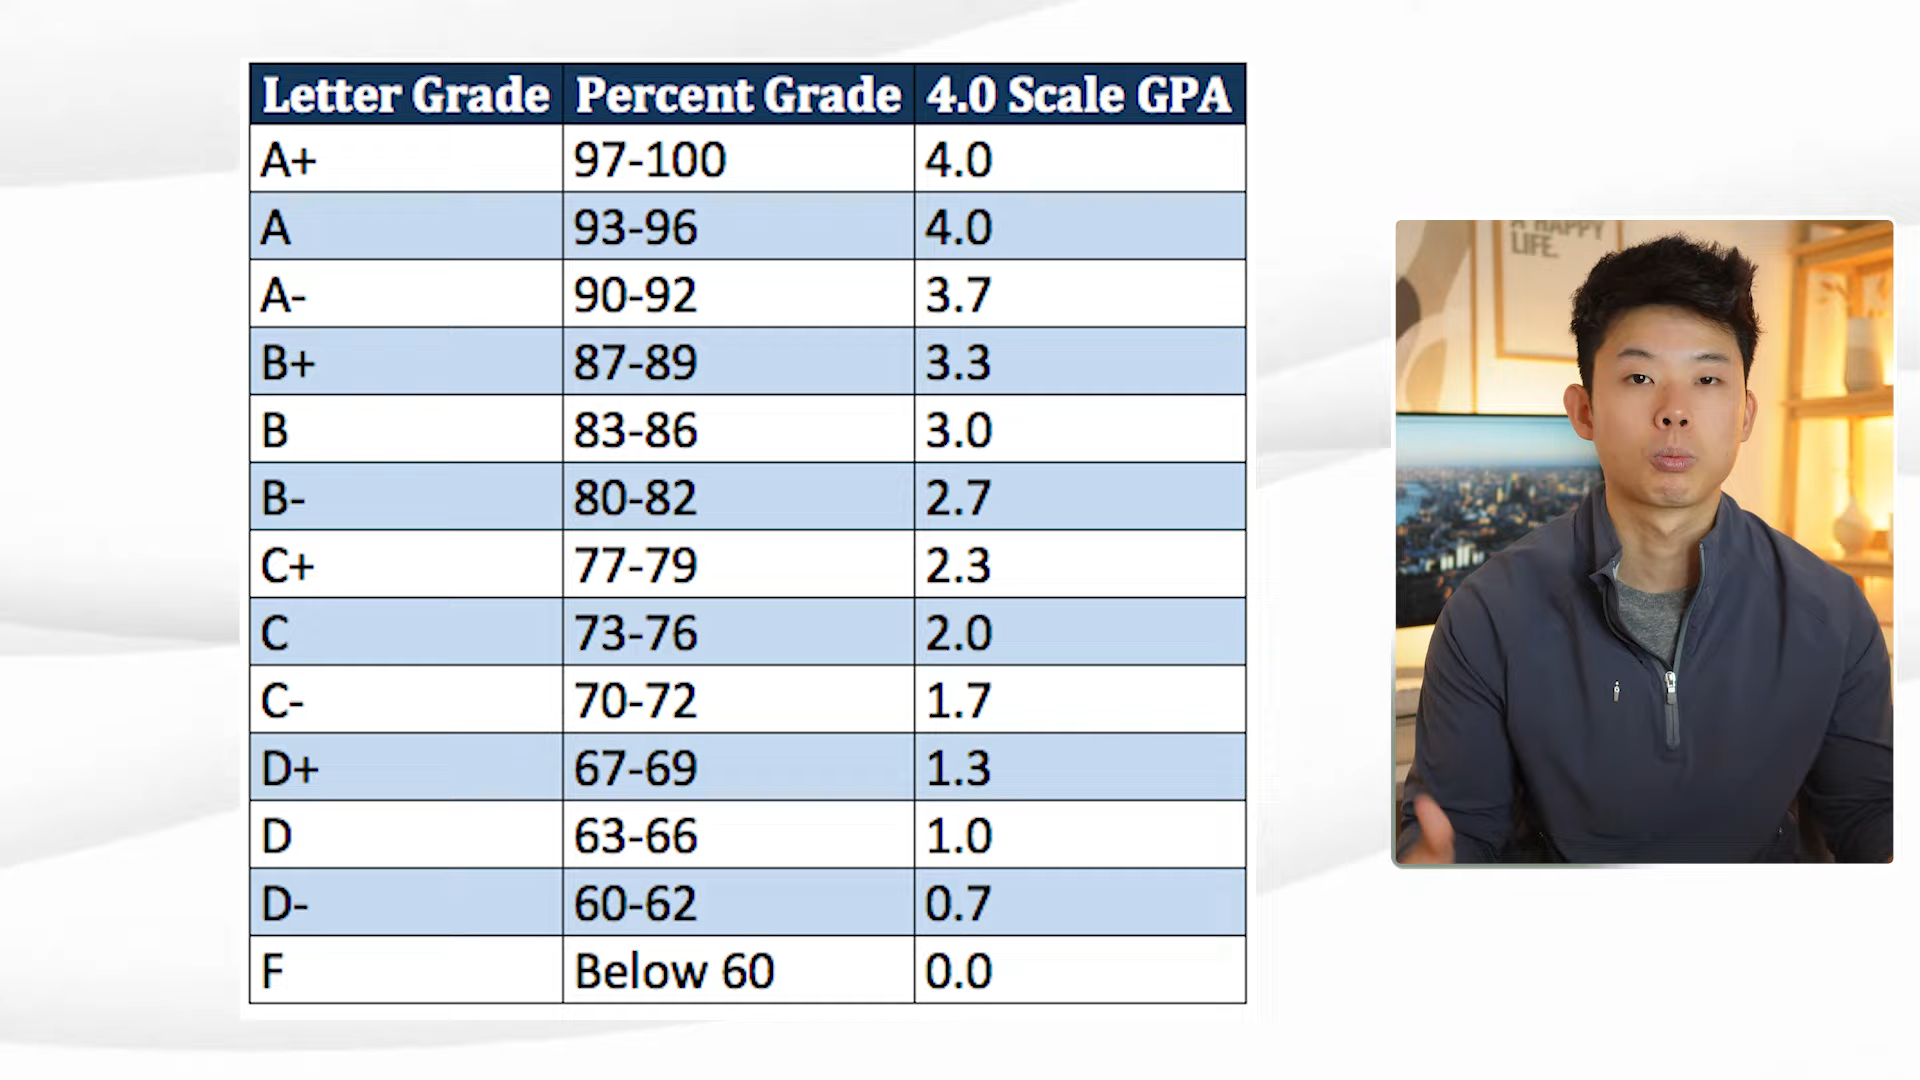 Letter Grade Percent Grade 4.0 Scale GPA
A+ 97-100 4.0
A 93-96 4.0
A- 90-92 3.7
B+ 87-89 3.3
B 83-86 3.0
B- 80-82 2.7
C+ 77-79 2.3
C 73-76 2.0
C- 70-72 1.7
D+ 67-69 1.3
D 63-66 1.0
D- 60-62 0.7
F Below 60 0.0
A HAPPY
LIFE.